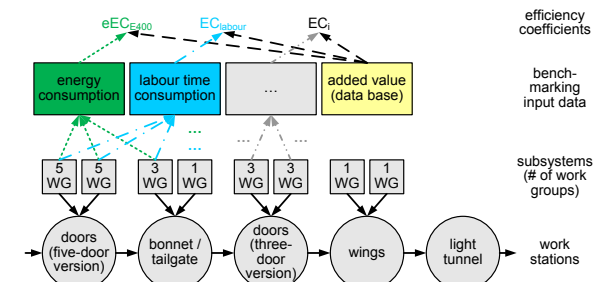 eEC_E400 EC_labour EC_i efficiency
coefficients
energy
consumption
labour time
consumption
...
added value
(data base)
bench-
marking
input data
... ...
... ...
5
WG
5
WG
3
WG
1
WG
3
WG
3
WG
1
WG
1
WG
subsystems
(# of work
groups)
doors
(five-door
version)
bonnet /
tailgate
doors
(three-
door
version)
wings
light
tunnel
work
stations